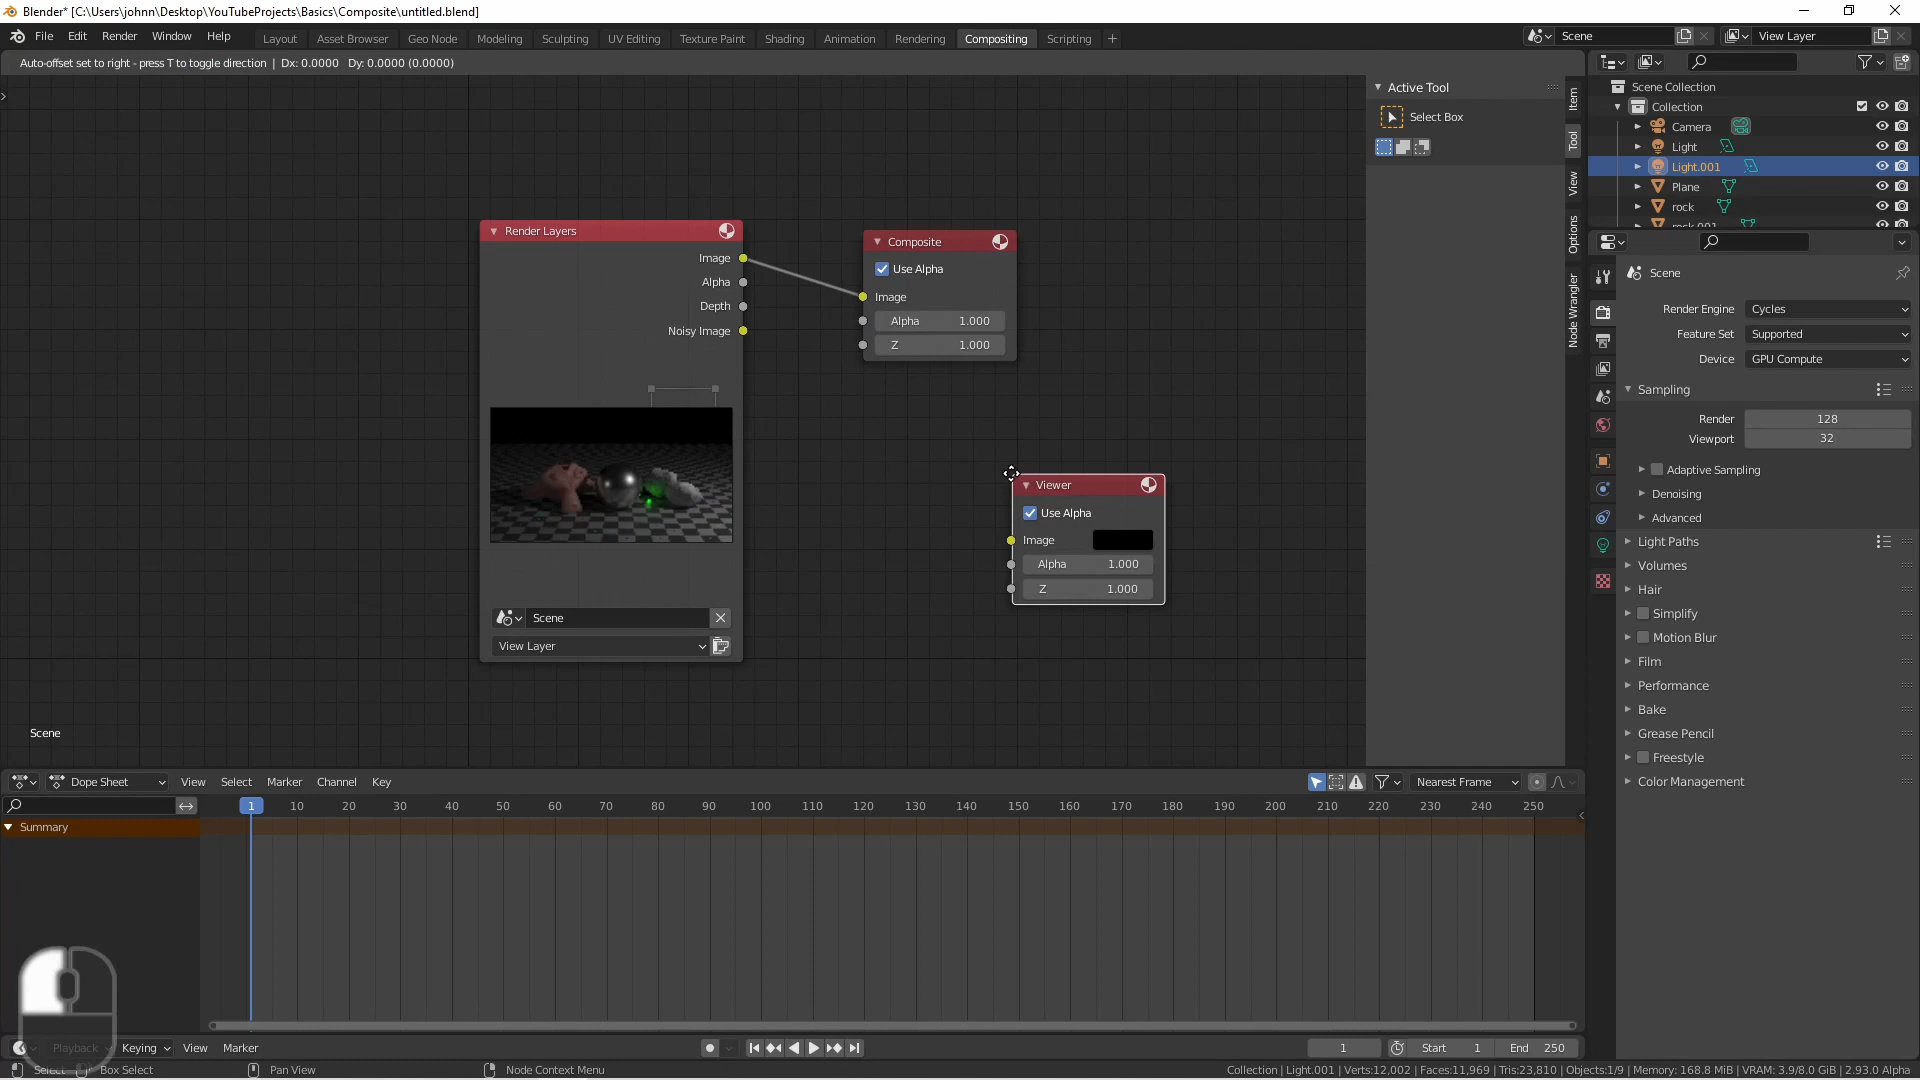 Blender* [C:\Users\johnn\Desktop\YouTubeProjects\Basics\Composite\untitled.blend]
File Edit Render Window Help Layout Asset Browser Geo Node Modeling Sculpting UV Editing Texture Paint Shading Animation Rendering Compositing Scripting + Scene View Layer
Auto-offset set to right - press T to toggle direction | Dx: 0.0000 Dy: 0.0000 (0.0000)
Active Tool
Select Box
Item
Tool
View
Options
Node Wrangler
Render Layers
Image
Alpha
Depth
Noisy Image
Scene
View Layer
Composite
Use Alpha
Image
Alpha 1.000
Z 1.000
Viewer
Use Alpha
Image
Alpha 1.000
Z 1.000
Scene
Scene Collection
Collection
Camera
Light
Light.001
Plane
rock
rock.001
Scene
Render Engine Cycles
Feature Set Supported
Device GPU Compute
Sampling
Render 128
Viewport 32
Adaptive Sampling
Denoising
Advanced
Light Paths
Volumes
Hair
Simplify
Motion Blur
Film
Performance
Bake
Grease Pencil
Freestyle
Color Management
Dope Sheet View Select Marker Channel Key Nearest Frame
1 10 20 30 40 50 60 70 80 90 100 110 120 130 140 150 160 170 180 190 200 210 220 230 240 250
Summary
Playback Keying View Marker 1 Start 1 End 250
Select Box Select Pan View Node Context Menu Collection | Light.001 | Verts:12,002 | Faces:11,969 | Tris:23,810 | Objects:1/9 | Memory: 168.8 MiB | VRAM: 3.9/8.0 GiB | 2.93.0 Alpha